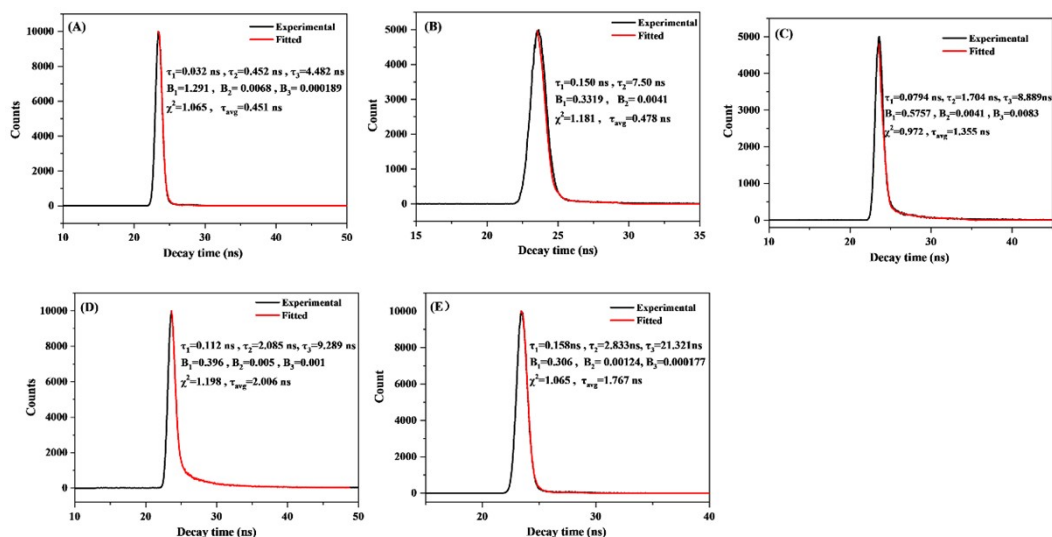 (A)
Experimental
Fitted
τ1=0.032 ns , τ2=0.452 ns , τ3=4.482 ns
B1=1.291 , B2= 0.0068 , B3= 0.000189
χ2=1.065 , τavg=0.451 ns
Counts
10000
8000
6000
4000
2000
0
10 20 30 40 50
Decay time (ns)
(B)
Experimental
Fitted
τ1=0.150 ns , τ2=7.50 ns
B1=0.3319 , B2= 0.0041
χ2=1.181 , τavg=0.478 ns
Counts
5000
4000
3000
2000
1000
0
15 20 25 30 35
Decay time (ns)
(C)
Experimental
Fitted
τ1=0.0794 ns, τ2=1.704 ns, τ3=8.889ns
B1=0.5757 , B2=0.0041 , B3=0.0083
χ2=0.972 , τavg=1.355 ns
Counts
5000
4000
3000
2000
1000
0
10 20 30 40
Decay time (ns)
(D)
Experimental
Fitted
τ1=0.112 ns , τ2=2.085 ns, τ3=9.289 ns
B1=0.396 , B2=0.005 , B3=0.001
χ2=1.198 , τavg=2.006 ns
Counts
10000
8000
6000
4000
2000
0
10 20 30 40 50
Decay time (ns)
(E)
Experimental
Fitted
τ1=0.158ns , τ2=2.833ns, τ3=21.321ns
B1=0.306 , B2= 0.00124, B3=0.000177
χ2=1.065 , τavg=1.767 ns
Counts
10000
8000
6000
4000
2000
0
20 30 40
Decay time (ns)